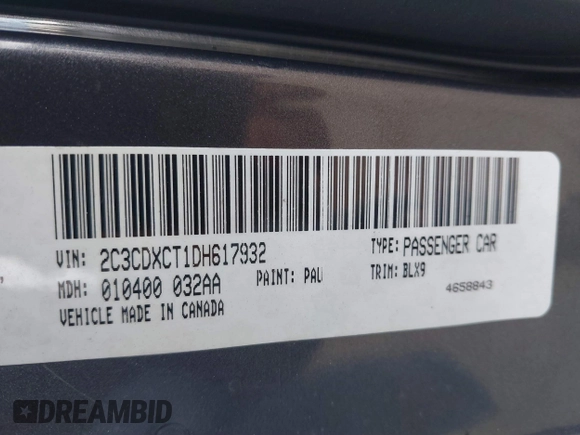 VIN: 2C3CDXCT1DH617932 TYPE: PASSENGER CAR
MDH: 010400 032AA PAINT: PAU TRIM: BLX9
VEHICLE MADE IN CANADA 4658843
DREAMBID